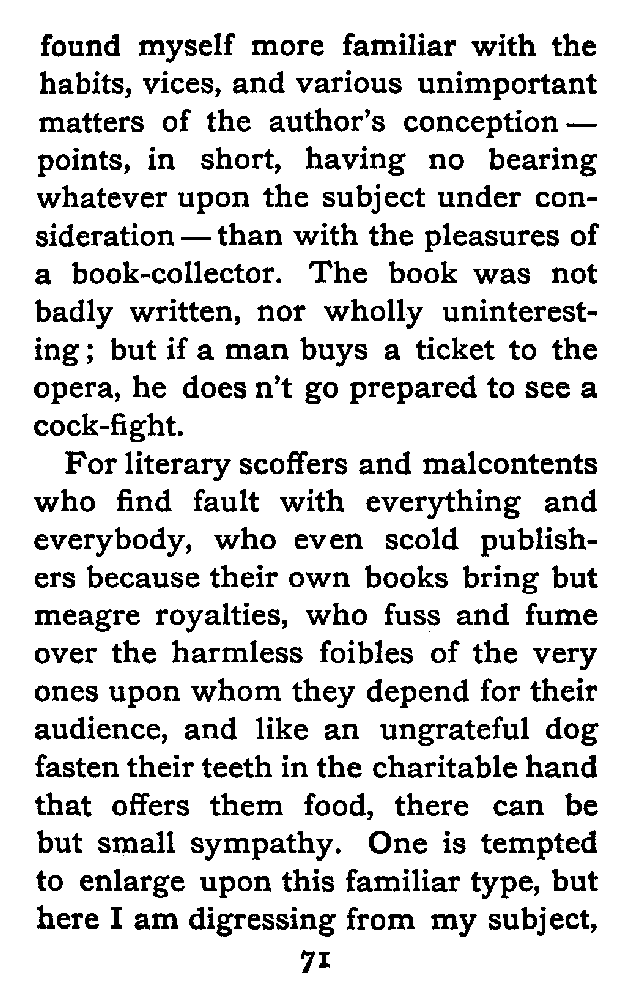 found myself more familiar with the
habits, vices, and various unimportant
matters of the author's conception —
points, in short, having no bearing
whatever upon the subject under con-
sideration — than with the pleasures of
a book-collector. The book was not
badly written, nor wholly uninterest-
ing; but if a man buys a ticket to the
opera, he does n't go prepared to see a
cock-fight.
For literary scoffers and malcontents
who find fault with everything and
everybody, who even scold publish-
ers because their own books bring but
meagre royalties, who fuss and fume
over the harmless foibles of the very
ones upon whom they depend for their
audience, and like an ungrateful dog
fasten their teeth in the charitable hand
that offers them food, there can be
but small sympathy. One is tempted
to enlarge upon this familiar type, but
here I am digressing from my subject,
71